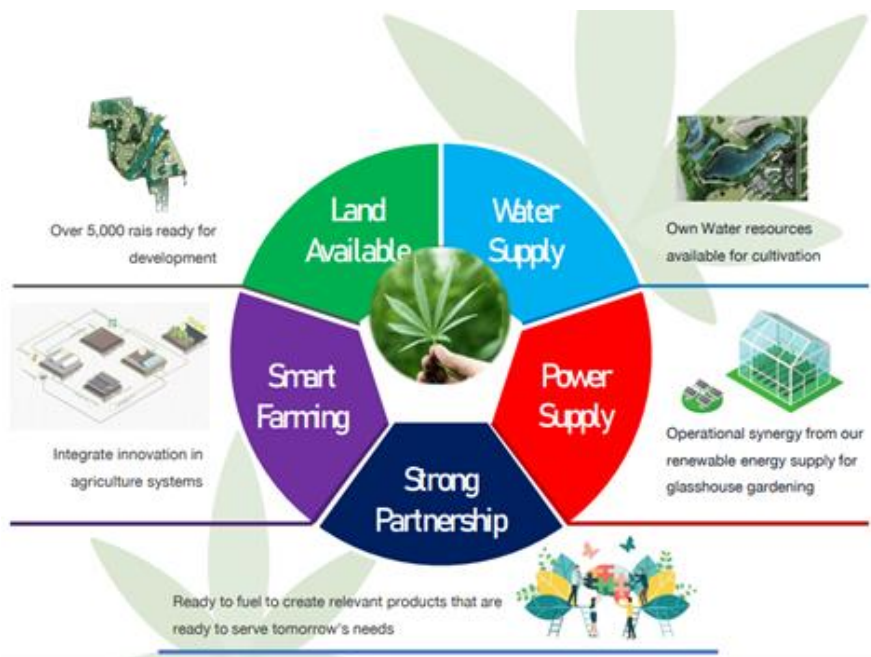 Land
Available
Water
Supply
Over 5,000 rais ready for
development
Own Water resources
available for cultivation
Smart
Farming
Power
Supply
Integrate innovation in
agriculture systems
Operational synergy from our
renewable energy supply for
glasshouse gardening
Strong
Partnership
Ready to fuel to create relevant products that are
ready to serve tomorrow's needs